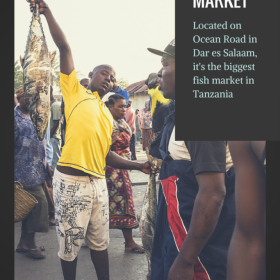 MARKET
Located on
Ocean Road in
Dar es Salaam,
it's the biggest
fish market in
Tanzania